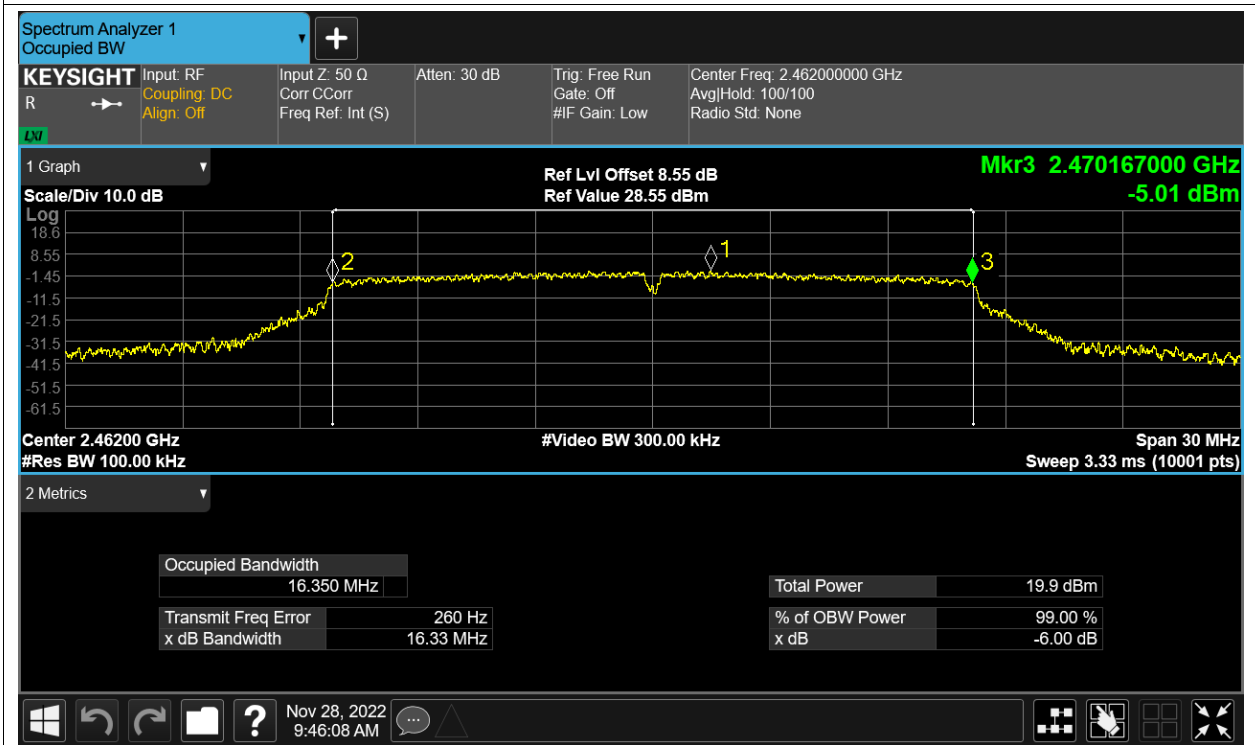 Spectrum Analyzer 1
Occupied BW
KEYSIGHT
R
LXI
Input: RF
Coupling: DC
Align: Off
Input Z: 50 Ω
Corr CCorr
Freq Ref: Int (S)
Atten: 30 dB
Trig: Free Run
Gate: Off
#IF Gain: Low
Center Freq: 2.462000000 GHz
Avg|Hold: 100/100
Radio Std: None
1 Graph
Scale/Div 10.0 dB
Ref Lvl Offset 8.55 dB
Ref Value 28.55 dBm
Mkr3 2.470167000 GHz
-5.01 dBm
Log
18.6
8.55
-1.45
-11.5
-21.5
-31.5
-41.5
-51.5
-61.5
2
1
3
Center 2.46200 GHz
#Res BW 100.00 kHz
#Video BW 300.00 kHz
Span 30 MHz
Sweep 3.33 ms (10001 pts)
2 Metrics
Occupied Bandwidth
16.350 MHz
Transmit Freq Error 260 Hz
x dB Bandwidth 16.33 MHz
Total Power 19.9 dBm
% of OBW Power 99.00 %
x dB -6.00 dB
?
Nov 28, 2022
9:46:08 AM